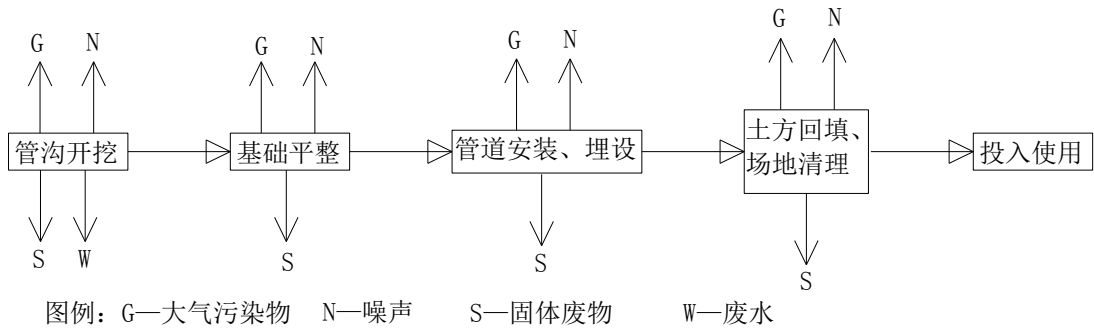 G N
G N
G N
G N
管沟开挖
基础平整
管道安装、埋设
土方回填、
场地清理
投入使用
S W
S
S
S
图例：G—大气污染物 N—噪声 S—固体废物 W—废水